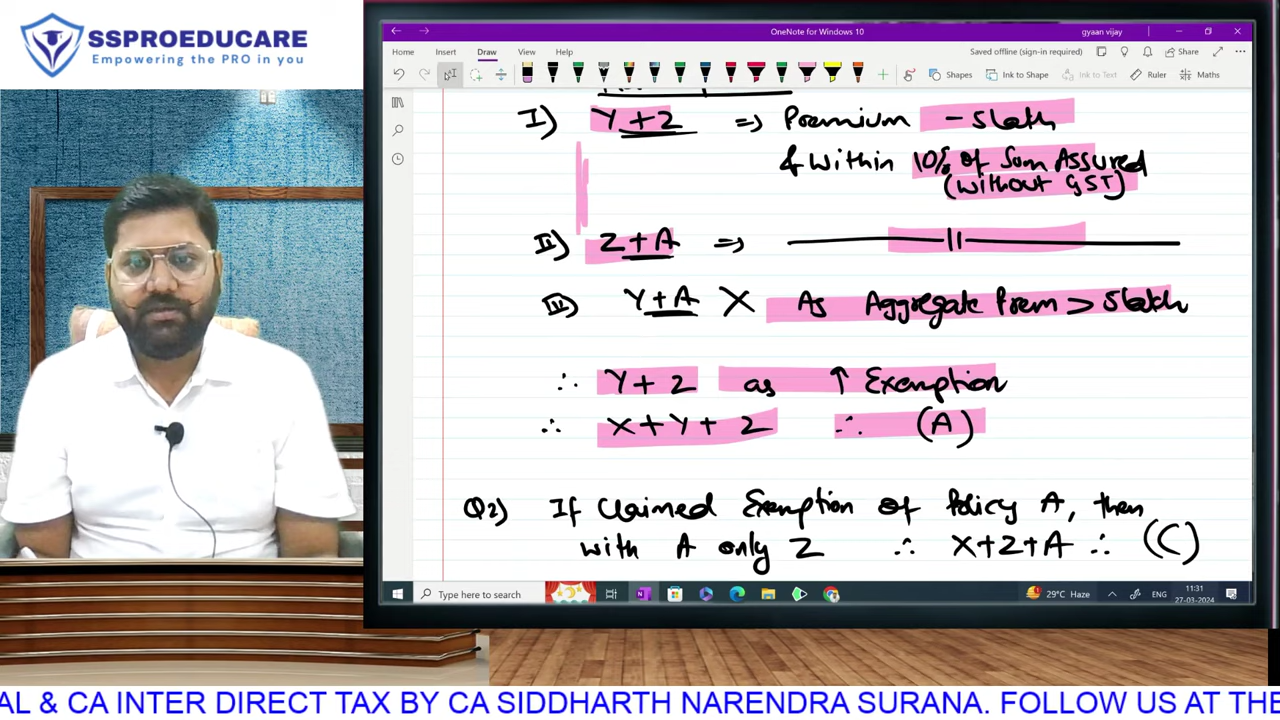 SSPROEDUCARE
Empowering the PRO in you
OneNote for Windows 10
gyaan vijay
Home Insert Draw View Help
Saved offline (sign-in required)
Share
Shapes
Ink to Shape
Ink to Text
Ruler
Maths
I) Y+Z => Premium - 5lakh
& Within 10% of Sum Assured
(without GST)
II) Z+A => —— 11 ——
Y+A X As Aggregate Prem > 5lakh
∴ Y+Z as ↑ Exemption
∴ X+Y+Z ∴ (A)
Q2) If Claimed Exemption of Policy A, then
with A only Z ∴ X+Z+A ∴ (C)
Type here to search
29°C Haze
ENG
11:31
27-03-2024
AL & CA INTER DIRECT TAX BY CA SIDDHARTH NARENDRA SURANA. FOLLOW US AT THE